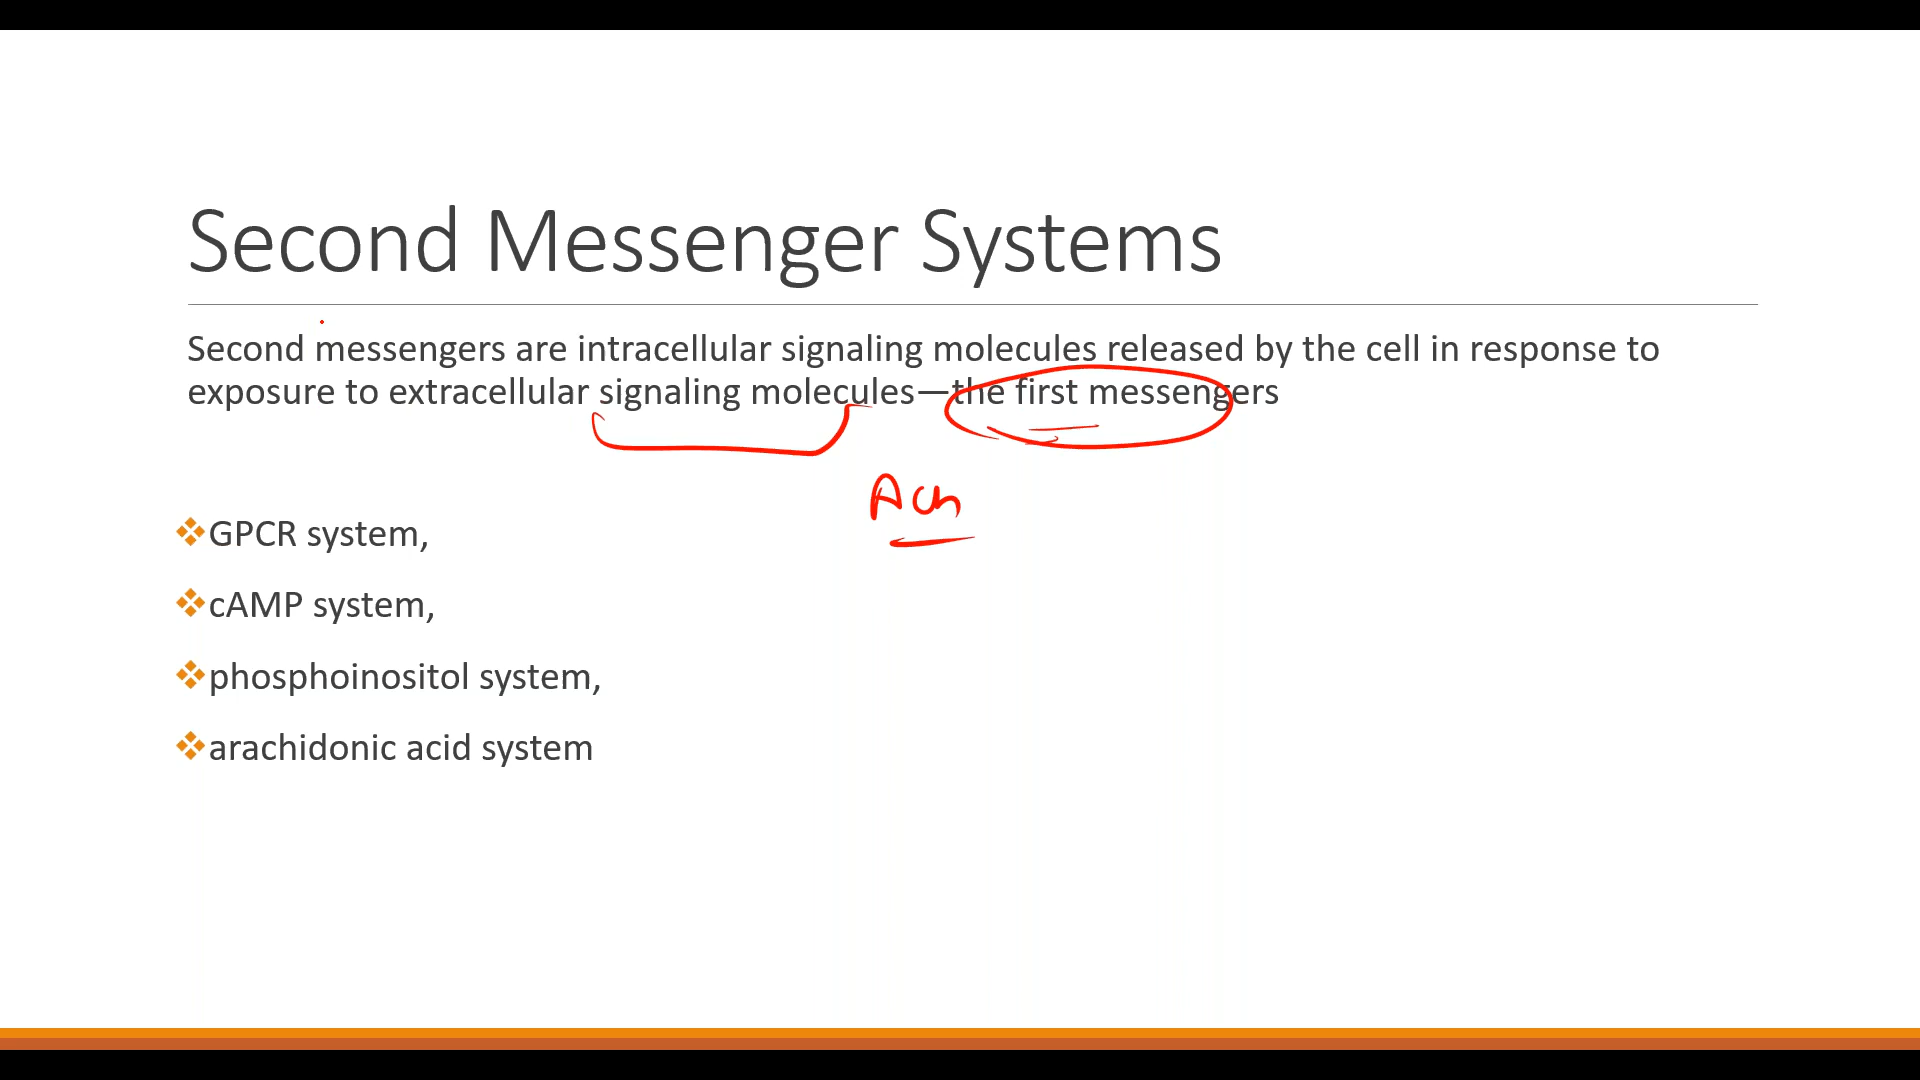 Second Messenger Systems
Second messengers are intracellular signaling molecules released by the cell in response to
exposure to extracellular signaling molecules—the first messengers
Ach
❖GPCR system,
❖cAMP system,
❖phosphoinositol system,
❖arachidonic acid system